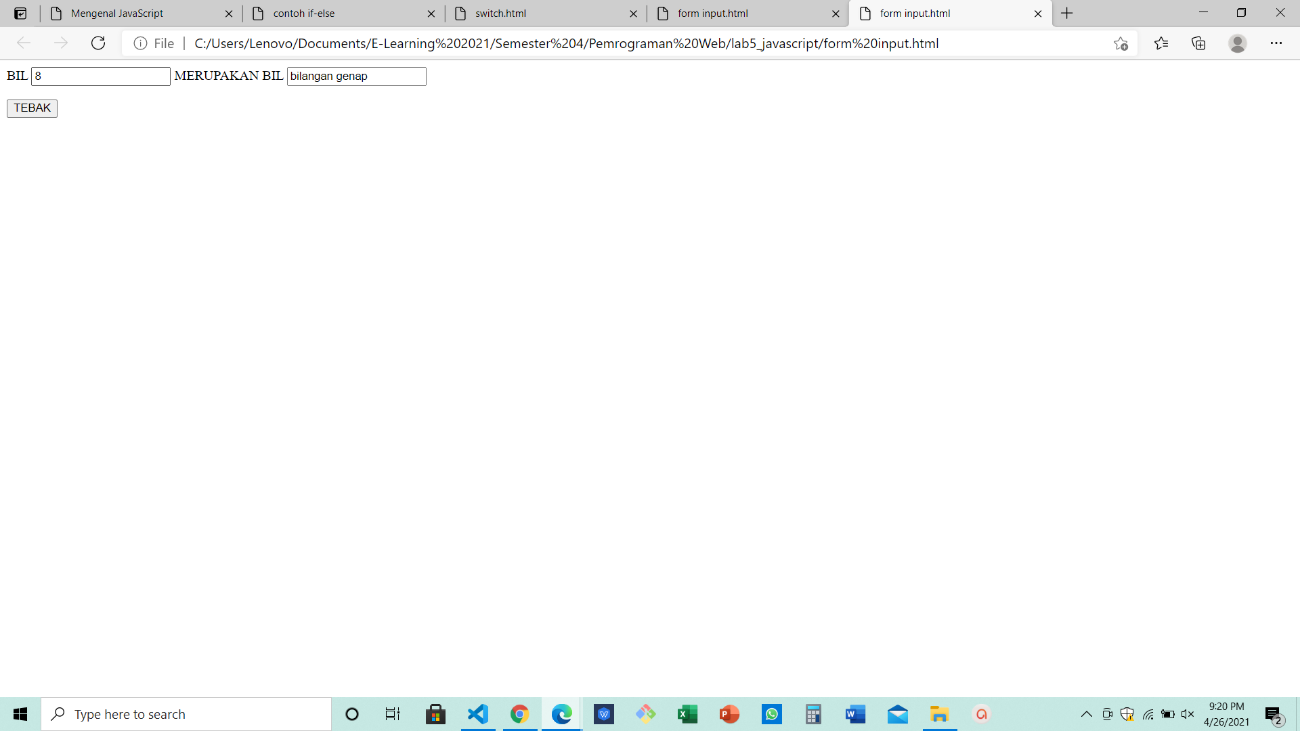 Mengenal JavaScript contoh if-else switch.html form input.html form input.html
File C:/Users/Lenovo/Documents/E-Learning%202021/Semester%204/Pemrograman%20Web/lab5_javascript/form%20input.html
BIL 8 MERUPAKAN BIL bilangan genap
TEBAK
Type here to search
9:20 PM
4/26/2021
2